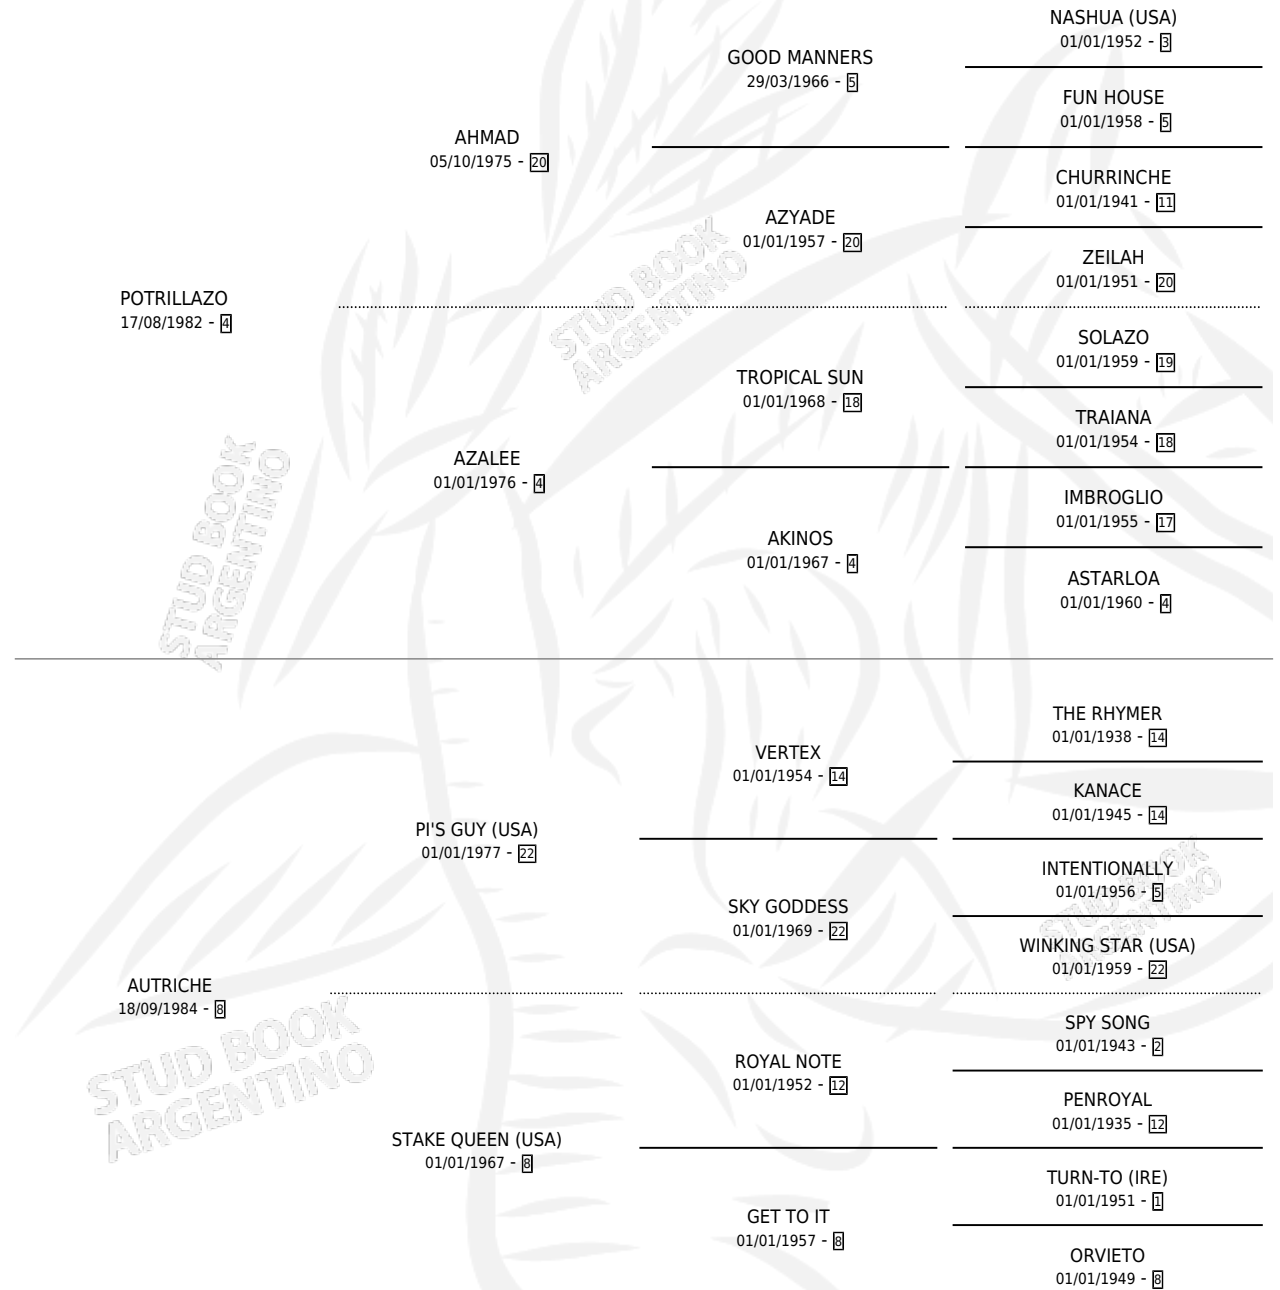 NASHUA (USA)
01/01/1952 - 3
GOOD MANNERS
29/03/1966 - 5
FUN HOUSE
01/01/1958 - 5
AHMAD
05/10/1975 - 20
CHURRINCHE
01/01/1941 - 11
AZYADE
01/01/1957 - 20
ZEILAH
01/01/1951 - 20
POTRILLAZO
17/08/1982 - 4
STUD BOOK
ARGENTINO
SOLAZO
01/01/1959 - 19
TROPICAL SUN
01/01/1968 - 18
TRAIANA
01/01/1954 - 18
AZALEE
01/01/1976 - 4
IMBROGLIO
01/01/1955 - 17
AKINOS
01/01/1967 - 4
ASTARLOA
01/01/1960 - 4
STUD BOOK
ARGENTINO
THE RHYMER
01/01/1938 - 14
VERTEX
01/01/1954 - 14
KANACE
01/01/1945 - 14
PI'S GUY (USA)
01/01/1977 - 22
INTENTIONALLY
01/01/1956 - 5
SKY GODDESS
01/01/1969 - 22
WINKING STAR (USA)
01/01/1959 - 22
STUD BOOK
ARGENTINO
AUTRICHE
18/09/1984 - 8
SPY SONG
01/01/1943 - 2
ROYAL NOTE
01/01/1952 - 12
PENROYAL
01/01/1935 - 12
STUD BOOK
ARGENTINO
STAKE QUEEN (USA)
01/01/1967 - 8
TURN-TO (IRE)
01/01/1951 - 1
GET TO IT
01/01/1957 - 8
ORVIETO
01/01/1949 - 8